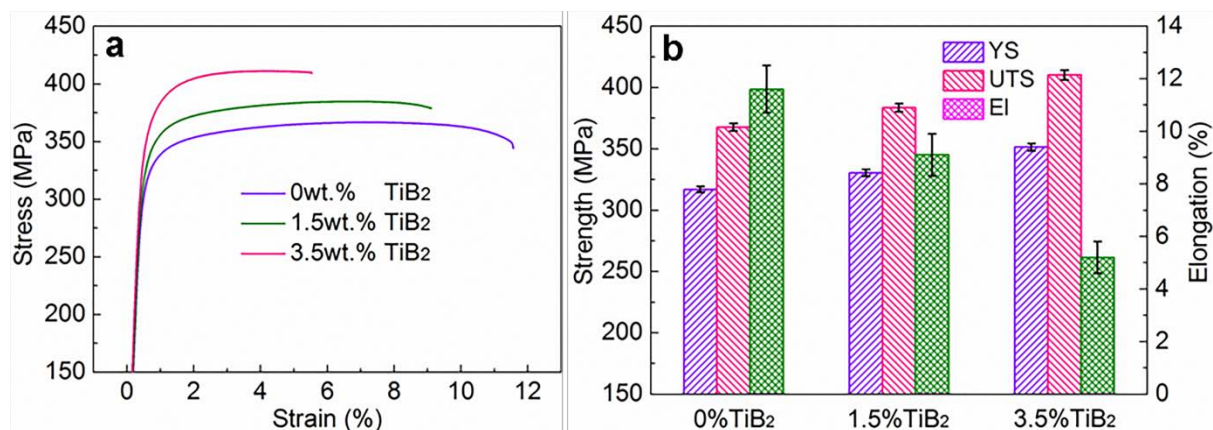 a
450
400
350
300
250
200
150
Stress (MPa)
0wt.% TiB₂
1.5wt.% TiB₂
3.5wt.% TiB₂
0 2 4 6 8 10 12
Strain (%)
b
450
400
350
300
250
200
150
Strength (MPa)
YS
UTS
EI
14
12
10
8
6
4
2
0
Elongation (%)
0%TiB₂ 1.5%TiB₂ 3.5%TiB₂